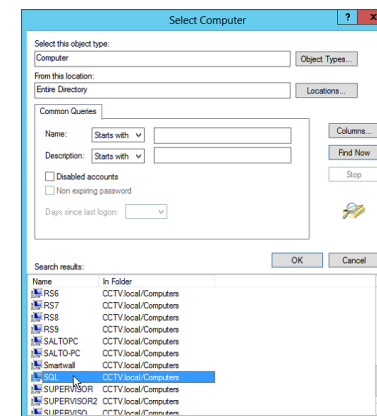 Select Computer
?
x
Select this object type:
Computer
Object Types...
From this location:
Entire Directory
Locations...
Common Queries
Name:
Starts with
Columns...
Description:
Starts with
Find Now
Disabled accounts
Stop
Non expiring password
Days since last logon:
OK
Cancel
Search results:
Name In Folder
RS6 CCTV.local/Computers
RS7 CCTV.local/Computers
RS8 CCTV.local/Computers
RS9 CCTV.local/Computers
SALTOPC CCTV.local/Computers
SALTO-PC CCTV.local/Computers
Smartwall CCTV.local/Computers
SQL CCTV.local/Computers
SUPERVISOR CCTV.local/Computers
SUPERVISOR2 CCTV.local/Computers
SUPERVISO... CCTV.local/Computers